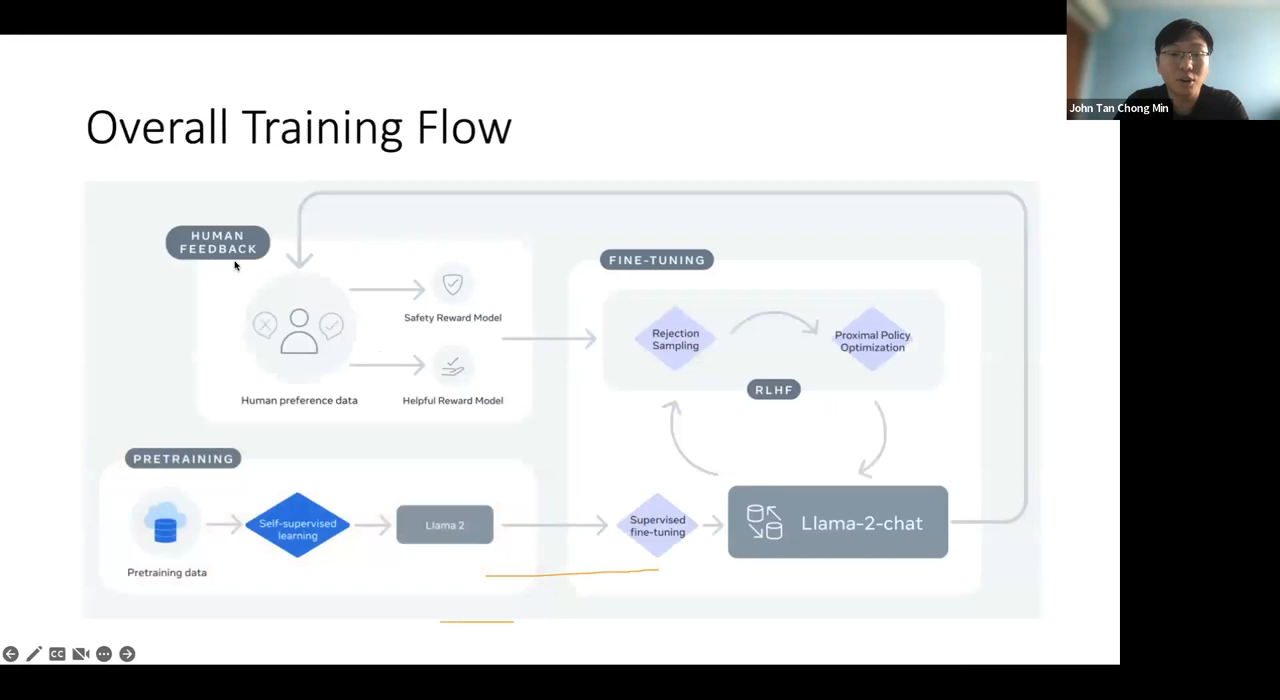 John Tan Chong Min
Overall Training Flow
HUMAN
FEEDBACK
Safety Reward Model
Human preference data
Helpful Reward Model
FINE-TUNING
Rejection
Sampling
Proximal Policy
Optimization
RLHF
PRETRAINING
Self-supervised
learning
Llama 2
Supervised
fine-tuning
Llama-2-chat
Pretraining data
CC